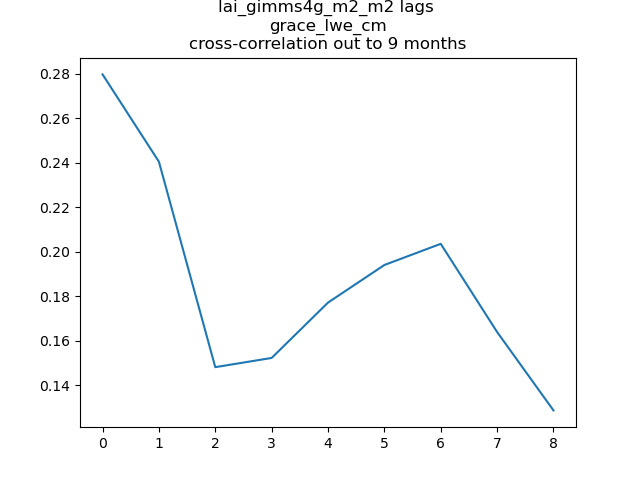 lai_gimms4g_m2_m2 lags
grace_lwe_cm
cross-correlation out to 9 months
0.28
0.26
0.24
0.22
0.20
0.18
0.16
0.14
0 1 2 3 4 5 6 7 8